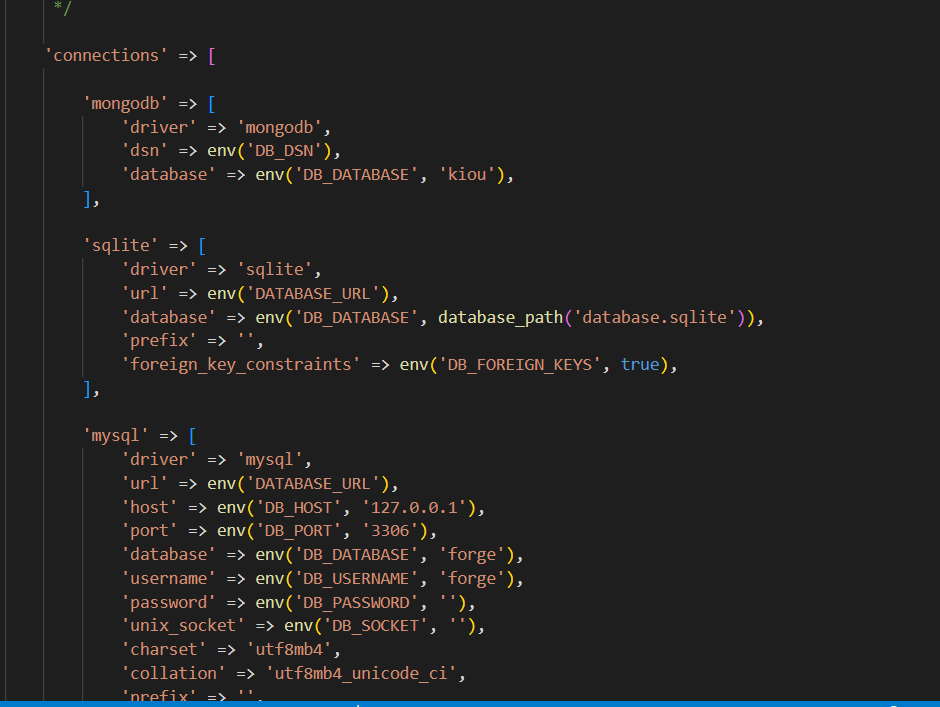 */
'connections' => [
'mongodb' => [
'driver' => 'mongodb',
'dsn' => env('DB_DSN'),
'database' => env('DB_DATABASE', 'kiou'),
],
'sqlite' => [
'driver' => 'sqlite',
'url' => env('DATABASE_URL'),
'database' => env('DB_DATABASE', database_path('database.sqlite')),
'prefix' => '',
'foreign_key_constraints' => env('DB_FOREIGN_KEYS', true),
],
'mysql' => [
'driver' => 'mysql',
'url' => env('DATABASE_URL'),
'host' => env('DB_HOST', '127.0.0.1'),
'port' => env('DB_PORT', '3306'),
'database' => env('DB_DATABASE', 'forge'),
'username' => env('DB_USERNAME', 'forge'),
'password' => env('DB_PASSWORD', ''),
'unix_socket' => env('DB_SOCKET', ''),
'charset' => 'utf8mb4',
'collation' => 'utf8mb4_unicode_ci',
'prefix' => '',